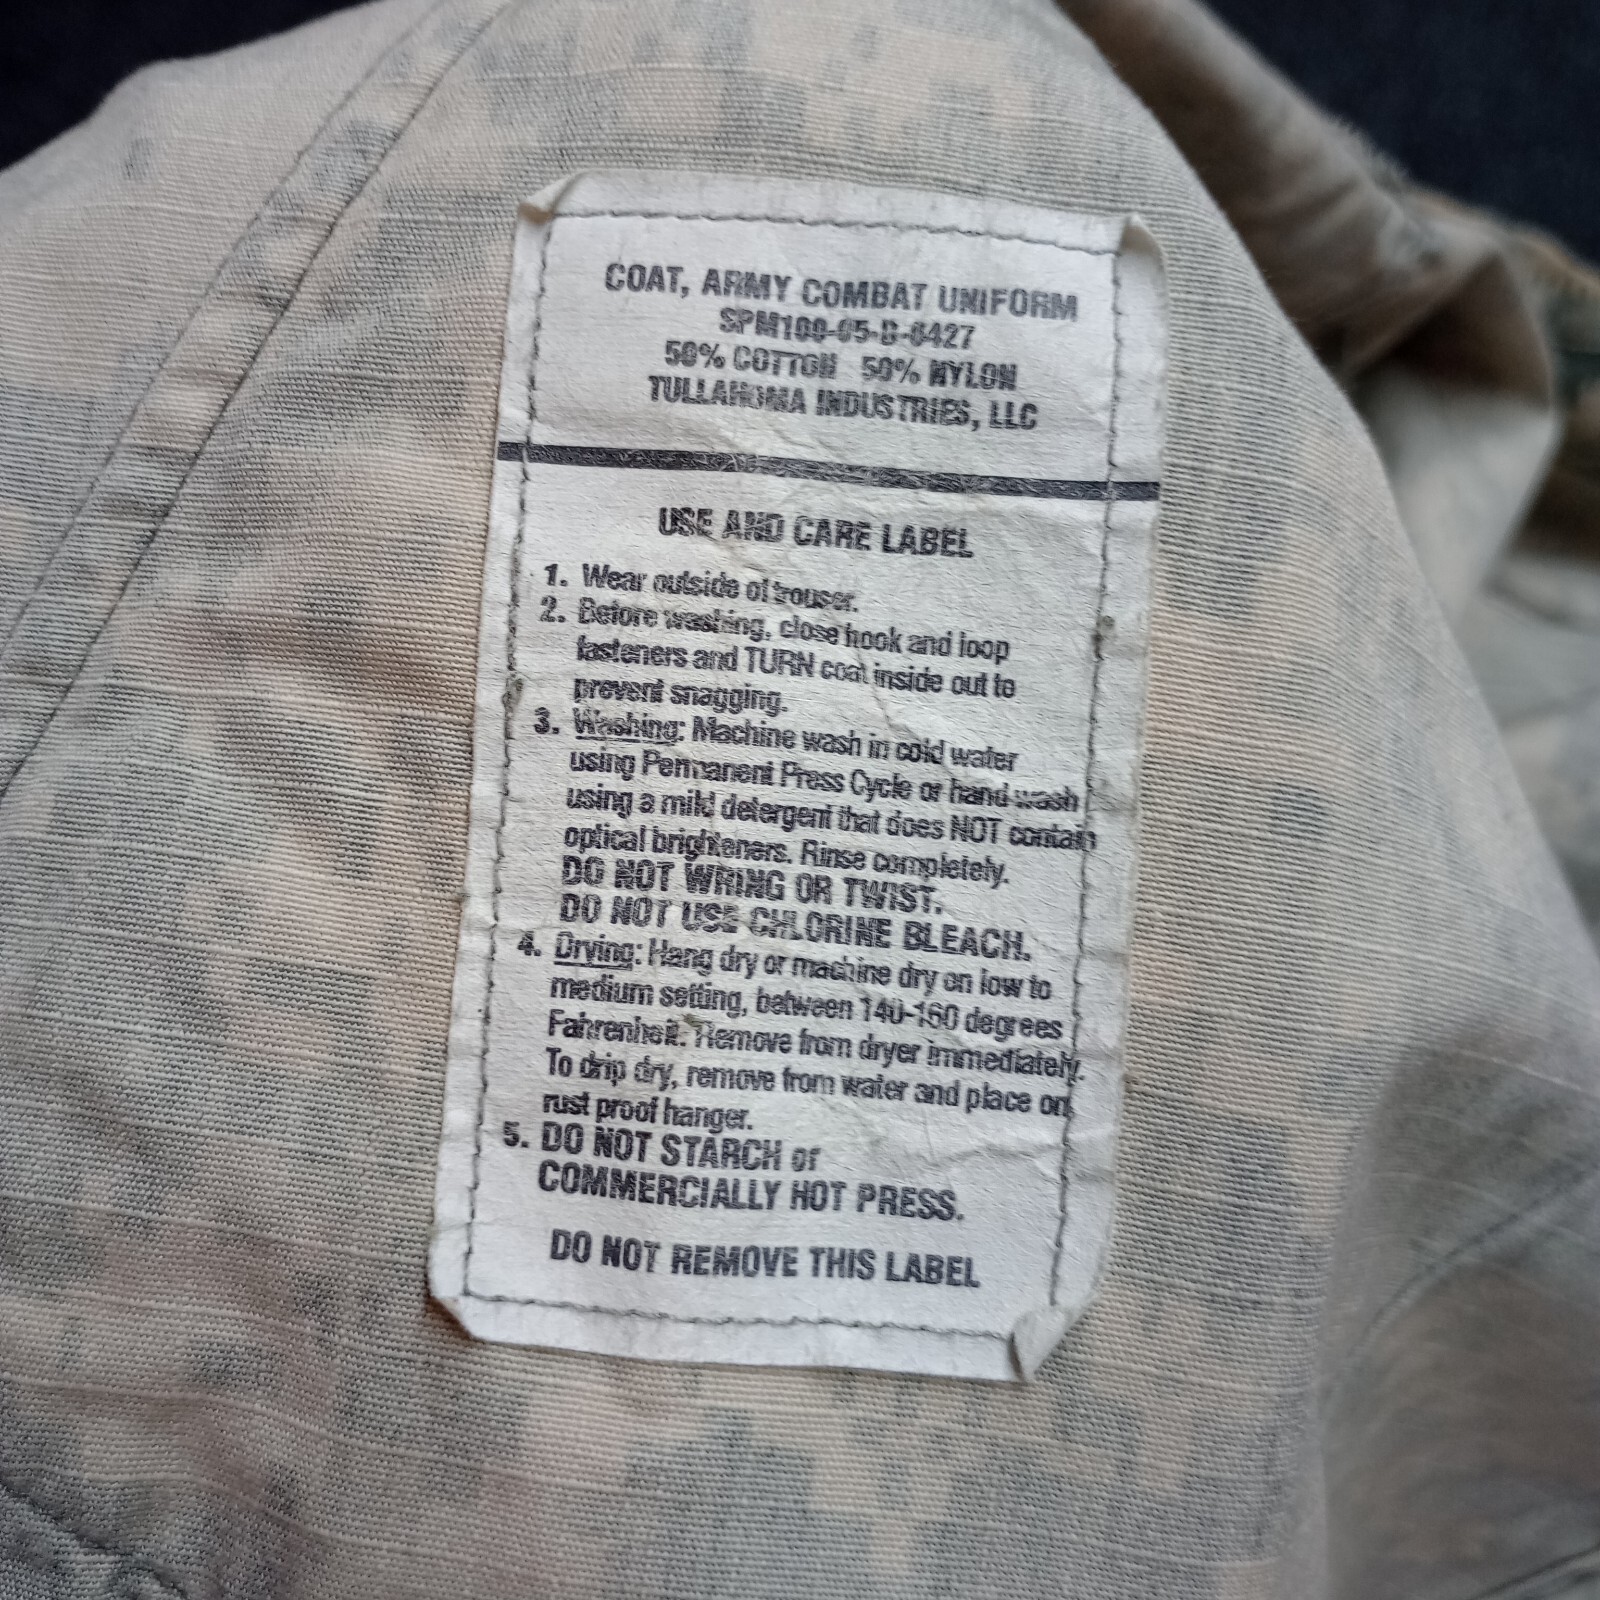 COAT, ARMY COMBAT UNIFORM
SPM100-05-D-0427
50% COTTON 50% NYLON
TULLAHOMA INDUSTRIES, LLC
USE AND CARE LABEL
1. Wear outside of trouser.
2. Before washing, close hook and loop
fasteners and TURN coat inside out to
prevent snagging.
3. Washing: Machine wash in cold water
using Permanent Press Cycle or hand wash
using a mild detergent that does NOT contain
optical brighteners. Rinse completely.
DO NOT WRING OR TWIST.
DO NOT USE CHLORINE BLEACH.
4. Drying: Hang dry or machine dry on low to
medium setting, between 140-160 degrees
Fahrenheit. Remove from dryer immediately.
To drip dry, remove from water and place on
rust proof hanger.
5. DO NOT STARCH or
COMMERCIALLY HOT PRESS.
DO NOT REMOVE THIS LABEL